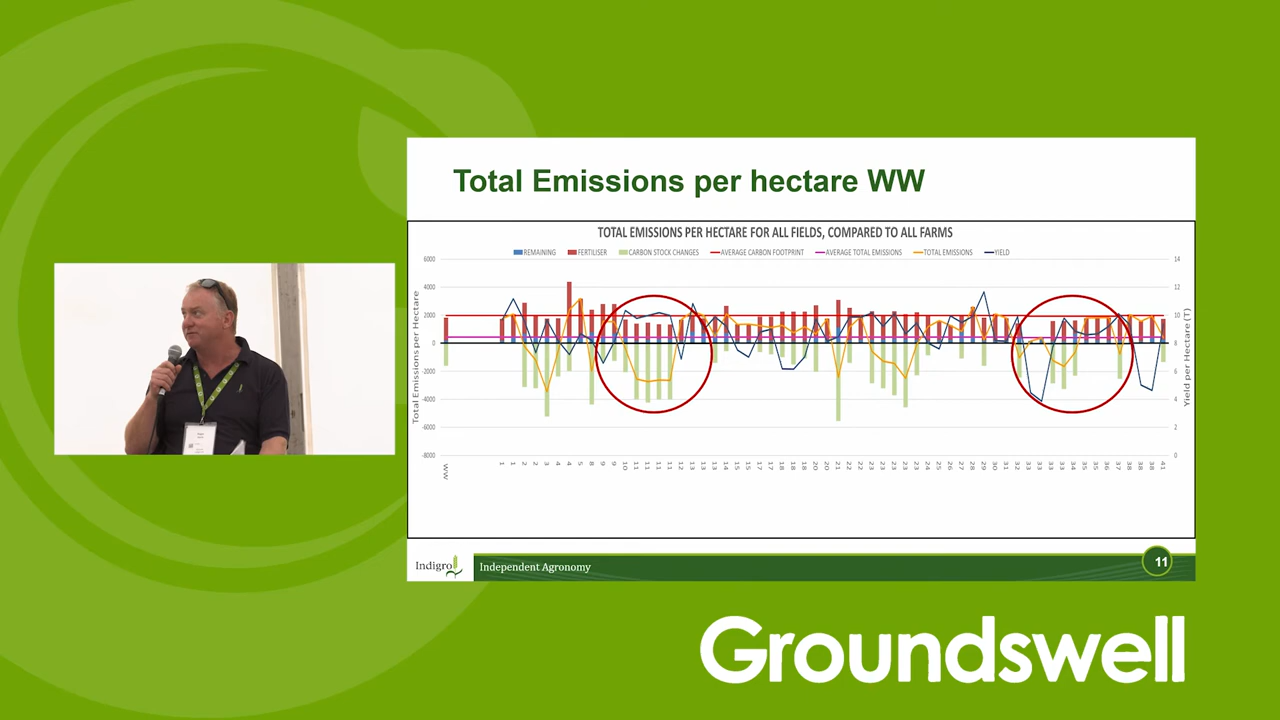 Total Emissions per hectare WW
TOTAL EMISSIONS PER HECTARE FOR ALL FIELDS, COMPARED TO ALL FARMS
REMAINING FERTILISER CARBON STOCK CHANGES AVERAGE CARBON FOOTPRINT AVERAGE TOTAL EMISSIONS TOTAL EMISSIONS YIELD
Total Emissions per Hectare
6000
4000
2000
0
-2000
-4000
-6000
-8000
14
12
10
8
6
4
2
0
Yield per Hectare (T)
WW
Indigro
Independent Agronomy
11
Groundswell